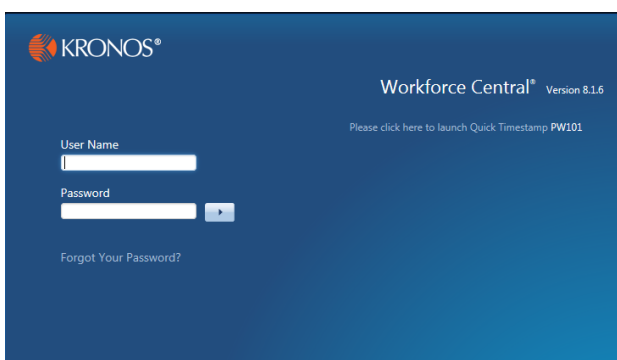 KRONOS®
Workforce Central® Version 8.1.6
Please click here to launch Quick Timestamp PW101
User Name
Password
Forgot Your Password?